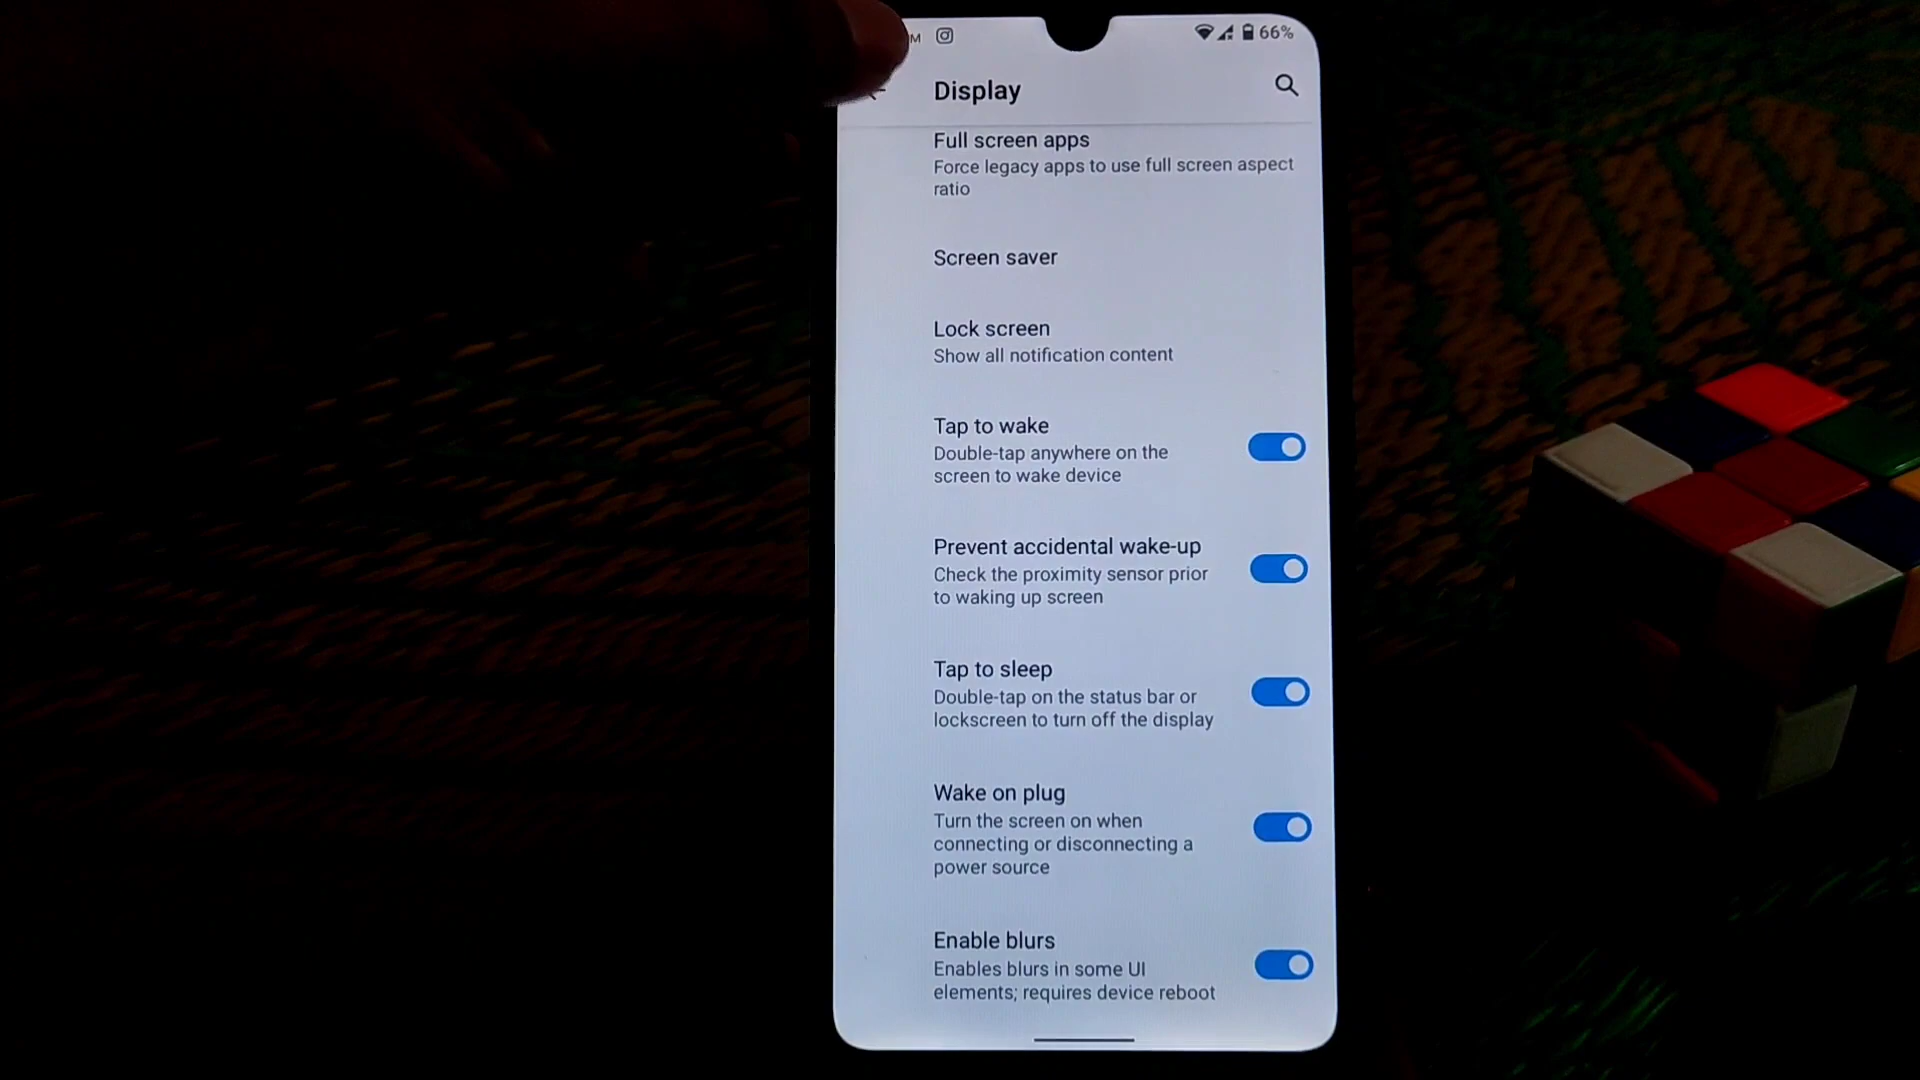 M 66%
Display
Full screen apps
Force legacy apps to use full screen aspect
ratio
Screen saver
Lock screen
Show all notification content
Tap to wake
Double-tap anywhere on the
screen to wake device
Prevent accidental wake-up
Check the proximity sensor prior
to waking up screen
Tap to sleep
Double-tap on the status bar or
lockscreen to turn off the display
Wake on plug
Turn the screen on when
connecting or disconnecting a
power source
Enable blurs
Enables blurs in some UI
elements; requires device reboot